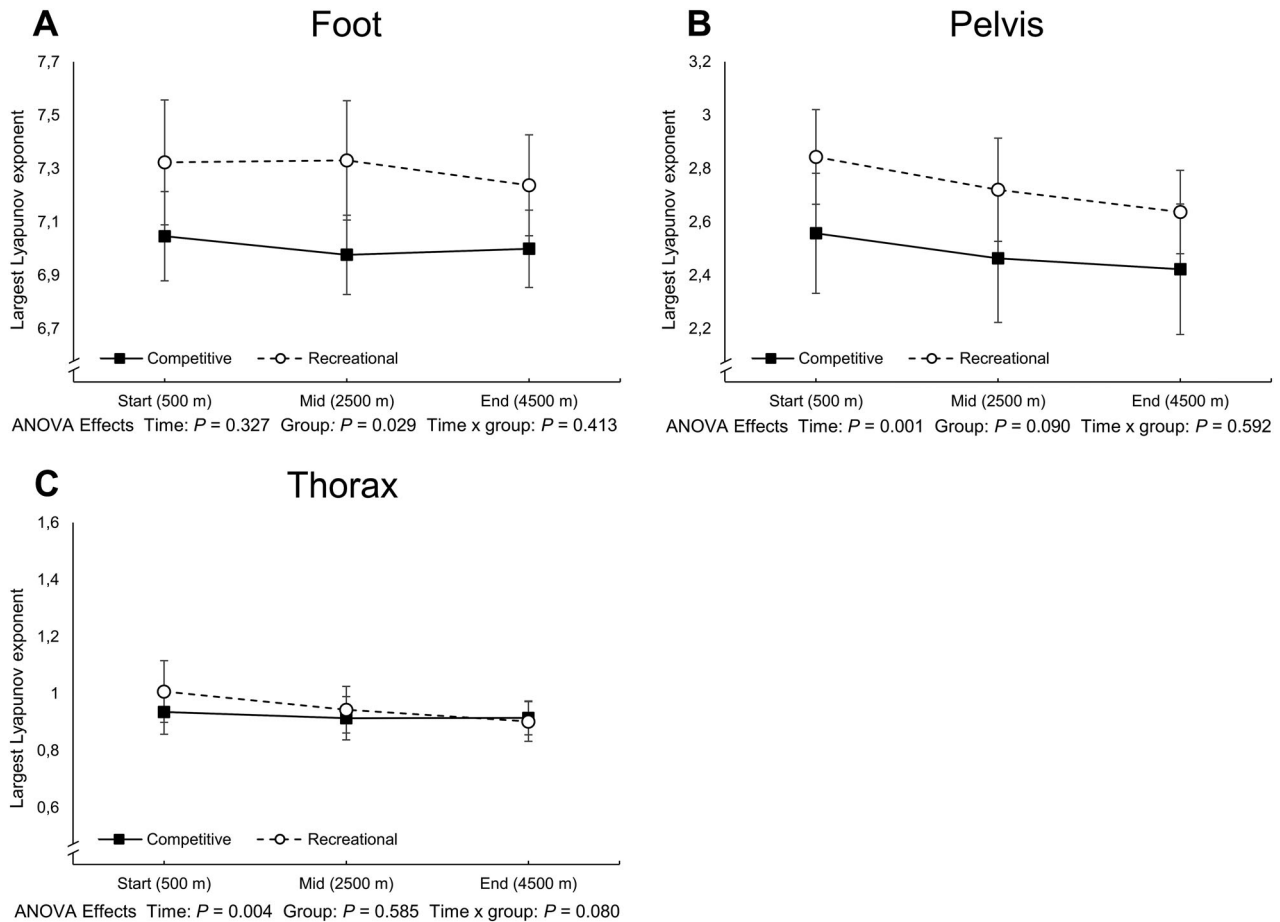 A Foot
Largest Lyapunov exponent
7,7
7,5
7,3
7,1
6,9
6,7
Competitive Recreational
Start (500 m) Mid (2500 m) End (4500 m)
ANOVA Effects Time: P = 0.327 Group: P = 0.029 Time x group: P = 0.413
B Pelvis
Largest Lyapunov exponent
3,2
3
2,8
2,6
2,4
2,2
Competitive Recreational
Start (500 m) Mid (2500 m) End (4500 m)
ANOVA Effects Time: P = 0.001 Group: P = 0.090 Time x group: P = 0.592
C Thorax
Largest Lyapunov exponent
1,6
1,4
1,2
1
0,8
0,6
Competitive Recreational
Start (500 m) Mid (2500 m) End (4500 m)
ANOVA Effects Time: P = 0.004 Group: P = 0.585 Time x group: P = 0.080